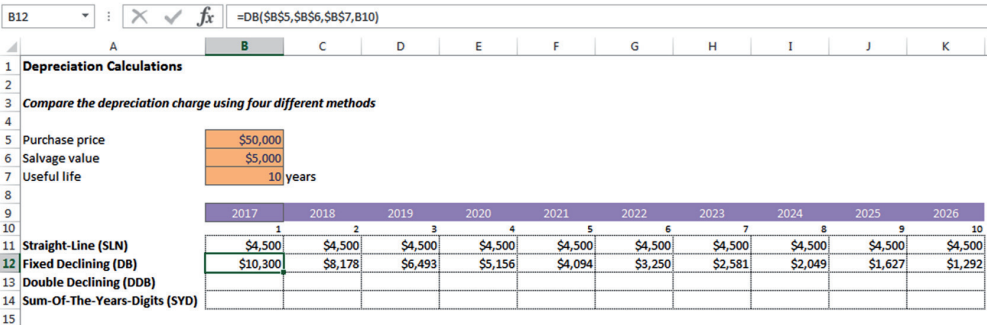 B12 fx =DB($B$5,$B$6,$B$7,B10)
A B C D E F G H I J K
1 Depreciation Calculations
2
3 Compare the depreciation charge using four different methods
4
5 Purchase price $50,000
6 Salvage value $5,000
7 Useful life 10 years
8
9 2017 2018 2019 2020 2021 2022 2023 2024 2025 2026
10 1 2 3 4 5 6 7 8 9 10
11 Straight-Line (SLN) $4,500 $4,500 $4,500 $4,500 $4,500 $4,500 $4,500 $4,500 $4,500 $4,500
12 Fixed Declining (DB) $10,300 $8,178 $6,493 $5,156 $4,094 $3,250 $2,581 $2,049 $1,627 $1,292
13 Double Declining (DDB)
14 Sum-Of-The-Years-Digits (SYD)
15